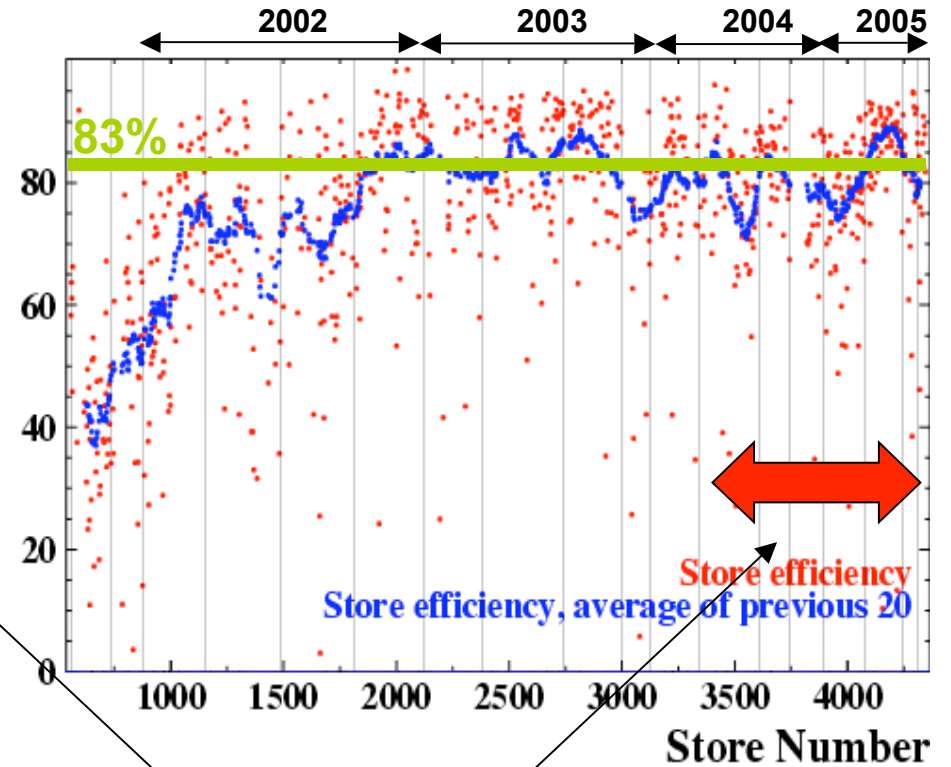 2002 2003 2004 2005
83%
80
60
40
20
0
Store efficiency
Store efficiency, average of previous 20
1000 1500 2000 2500 3000 3500 4000
Store Number